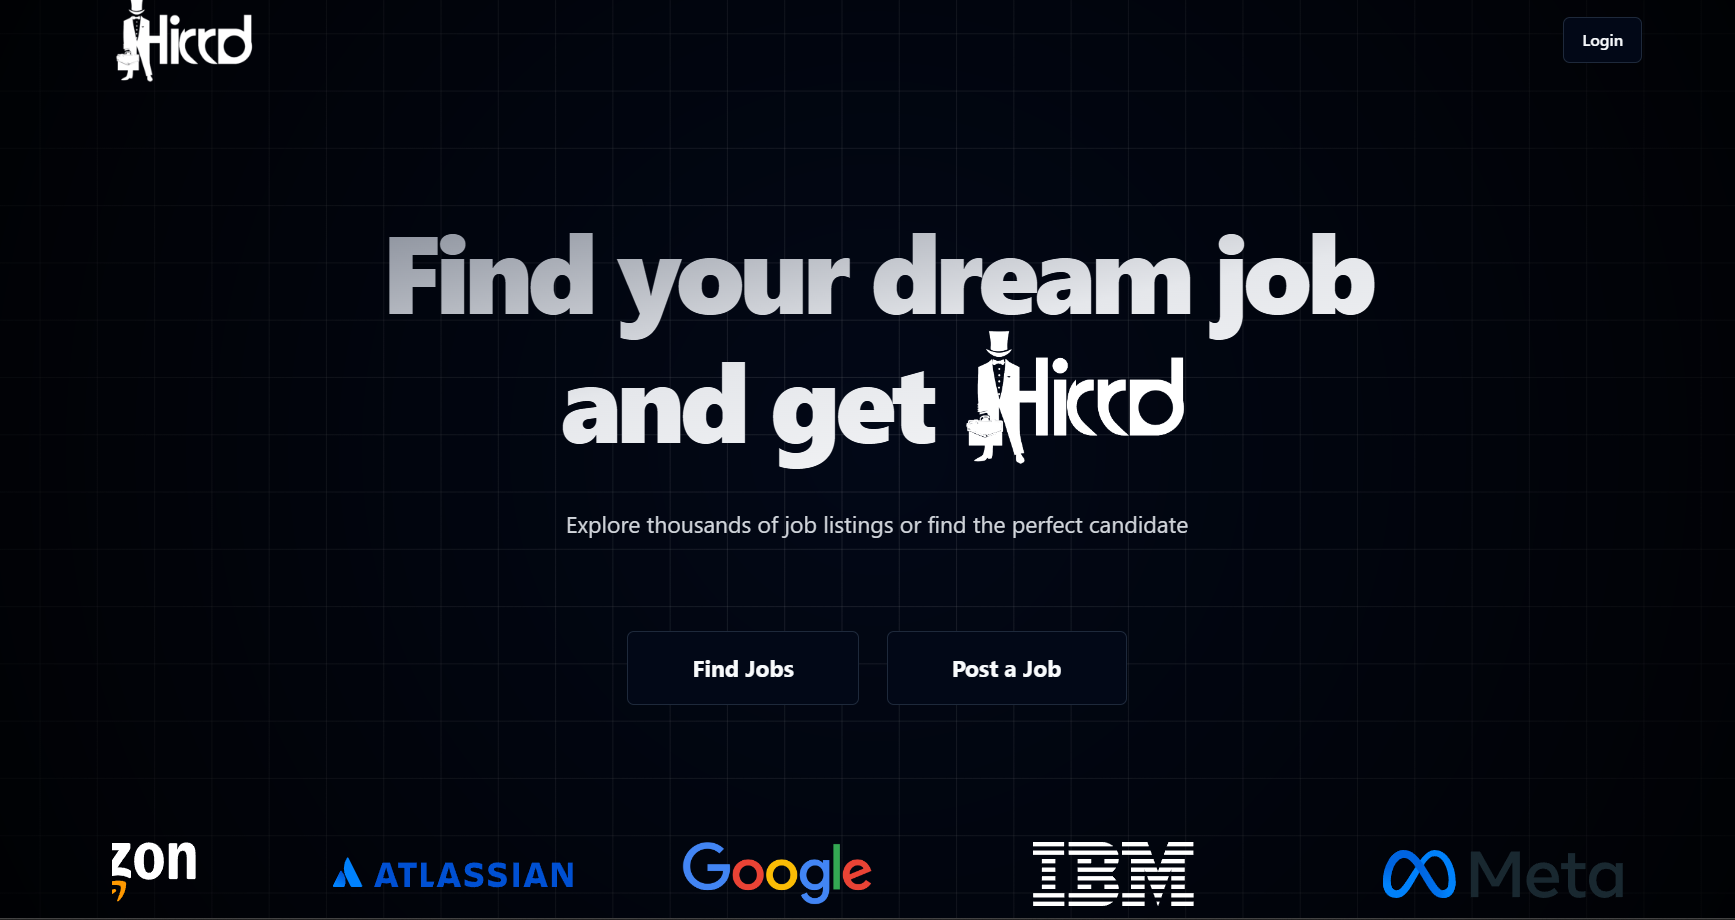 Hirrd
Login
Find your dream job
and get Hirrd
Explore thousands of job listings or find the perfect candidate
Find Jobs
Post a Job
zon
ATLASSIAN
Google
IBM
Meta